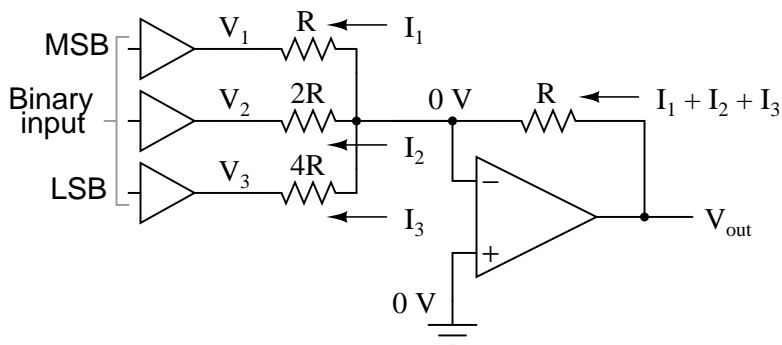 MSB
V1
R
I1
Binary
input
V2
2R
I2
LSB
V3
4R
I3
0 V
R
I1 + I2 + I3
−
+
Vout
0 V